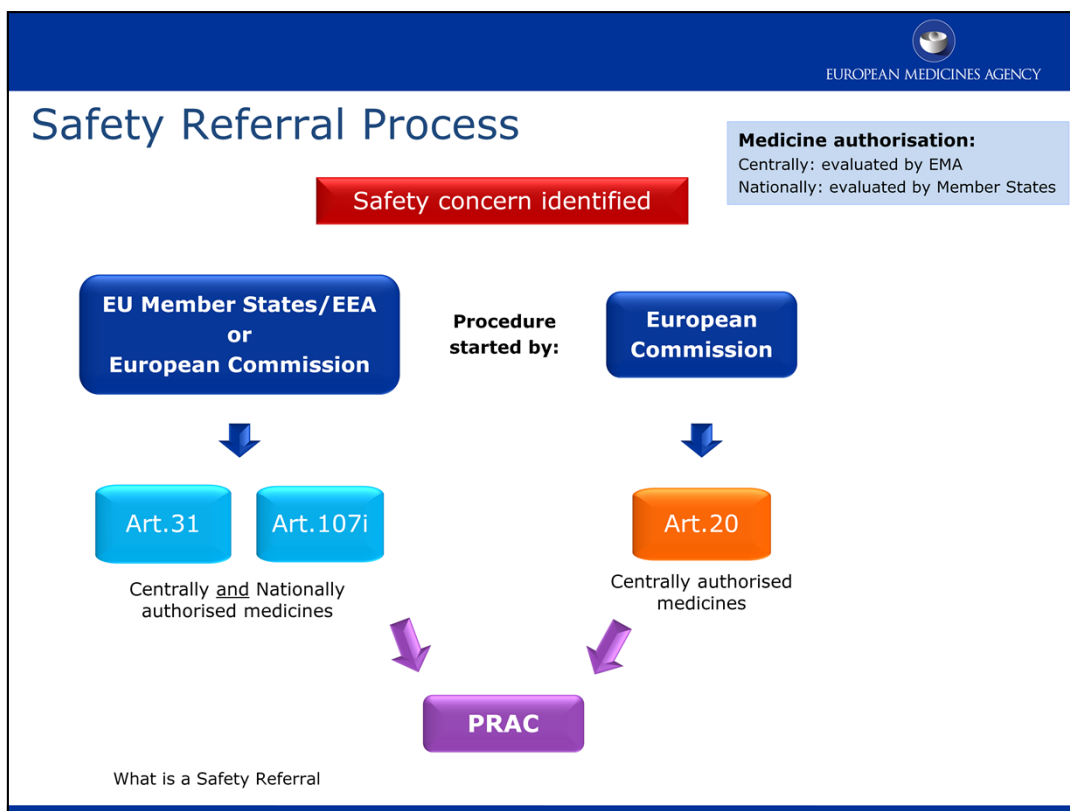 EUROPEAN MEDICINES AGENCY
Safety Referral Process
Medicine authorisation:
Centrally: evaluated by EMA
Nationally: evaluated by Member States
Safety concern identified
EU Member States/EEA
or
European Commission
Procedure
started by:
European
Commission
Art.31
Art.107i
Art.20
Centrally and Nationally
authorised medicines
Centrally authorised
medicines
PRAC
What is a Safety Referral